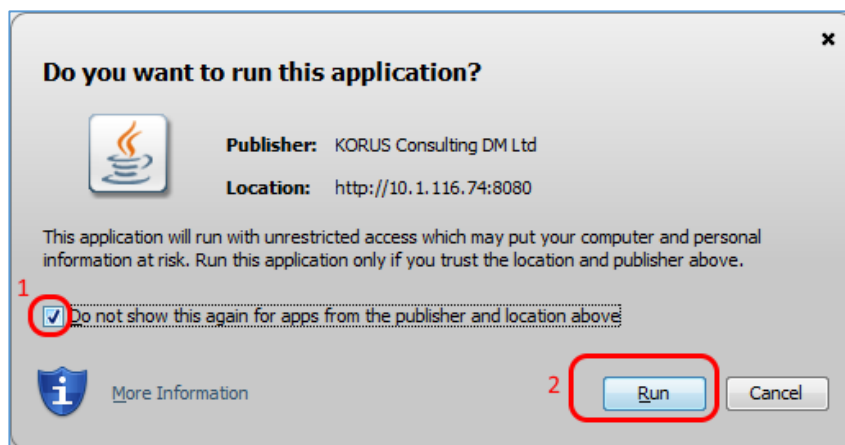 Do you want to run this application?
Publisher: KORUS Consulting DM Ltd
Location: http://10.1.116.74:8080
This application will run with unrestricted access which may put your computer and personal
information at risk. Run this application only if you trust the location and publisher above.
1
Do not show this again for apps from the publisher and location above
More Information
2
Run
Cancel